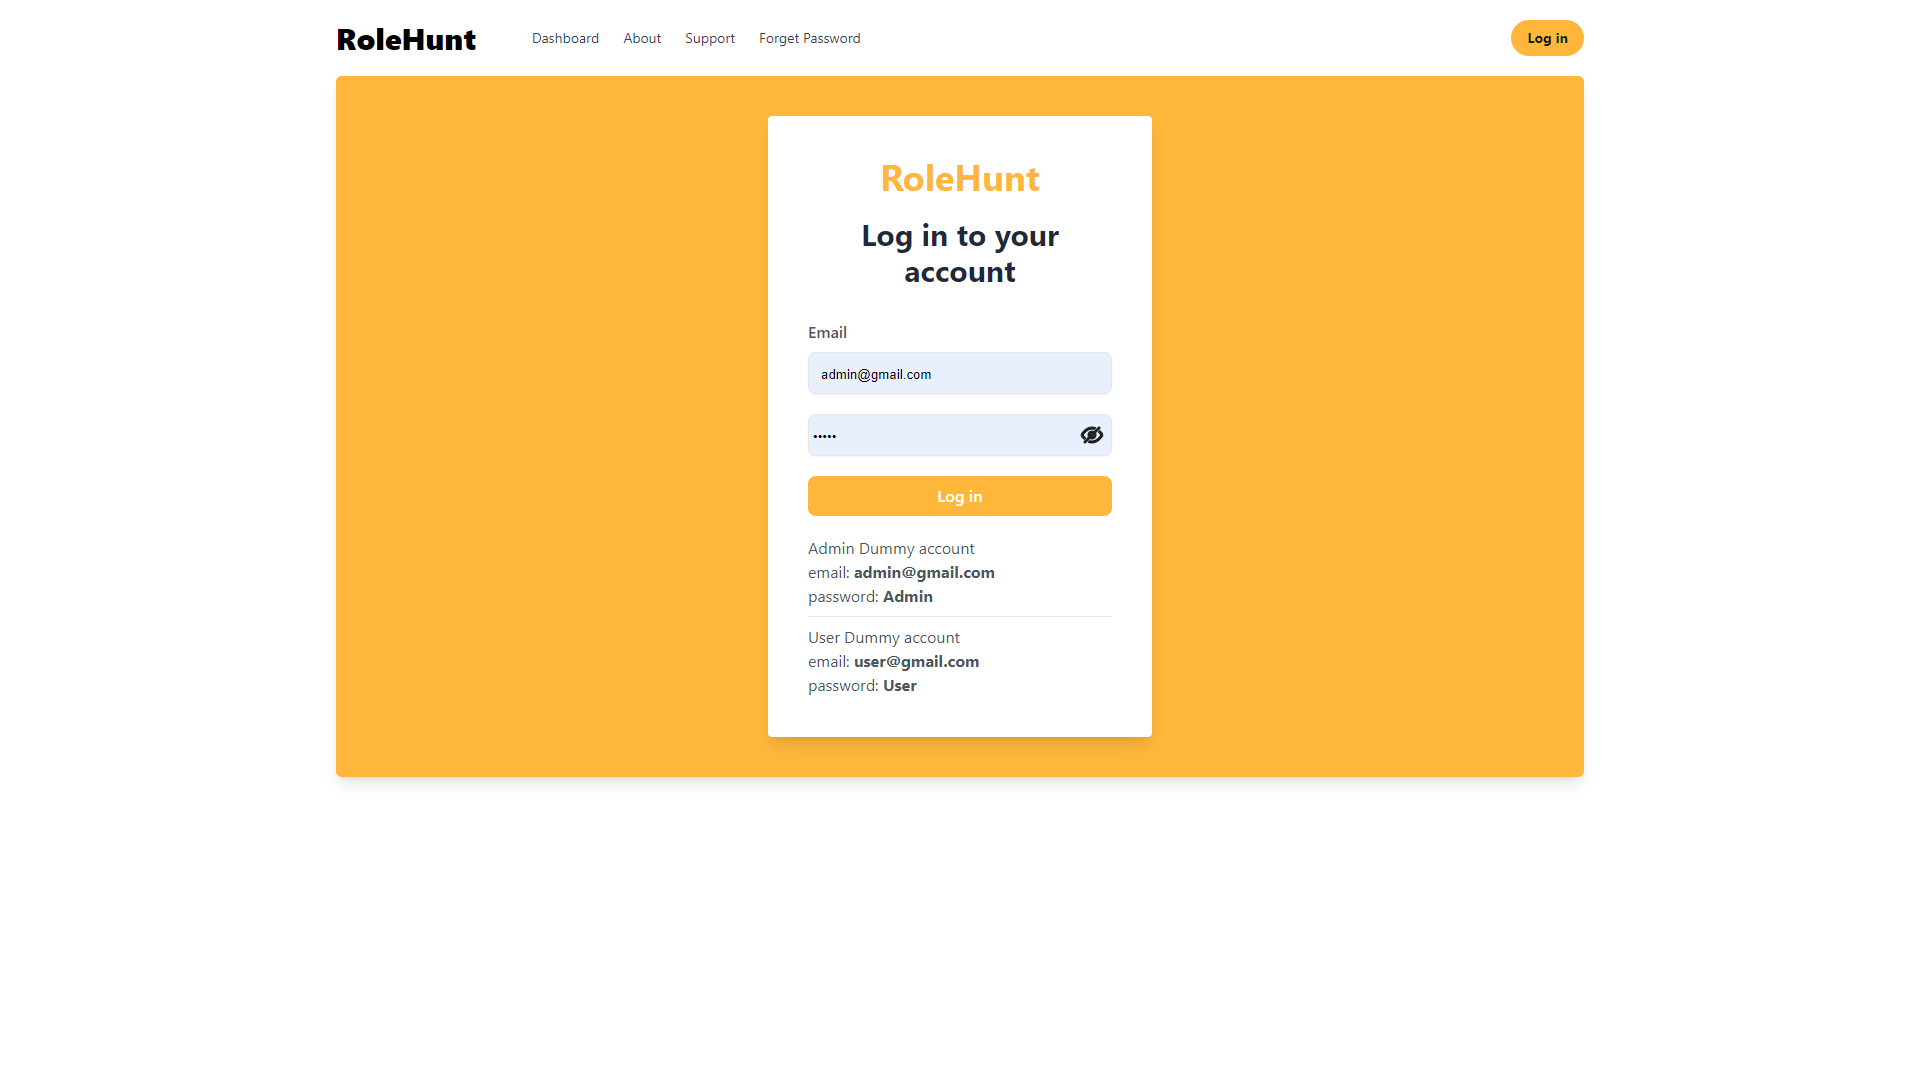 RoleHunt
Dashboard
About
Support
Forget Password
Log in
RoleHunt
Log in to your
account
Email
admin@gmail.com
•••••
Log in
Admin Dummy account
email: admin@gmail.com
password: Admin
User Dummy account
email: user@gmail.com
password: User